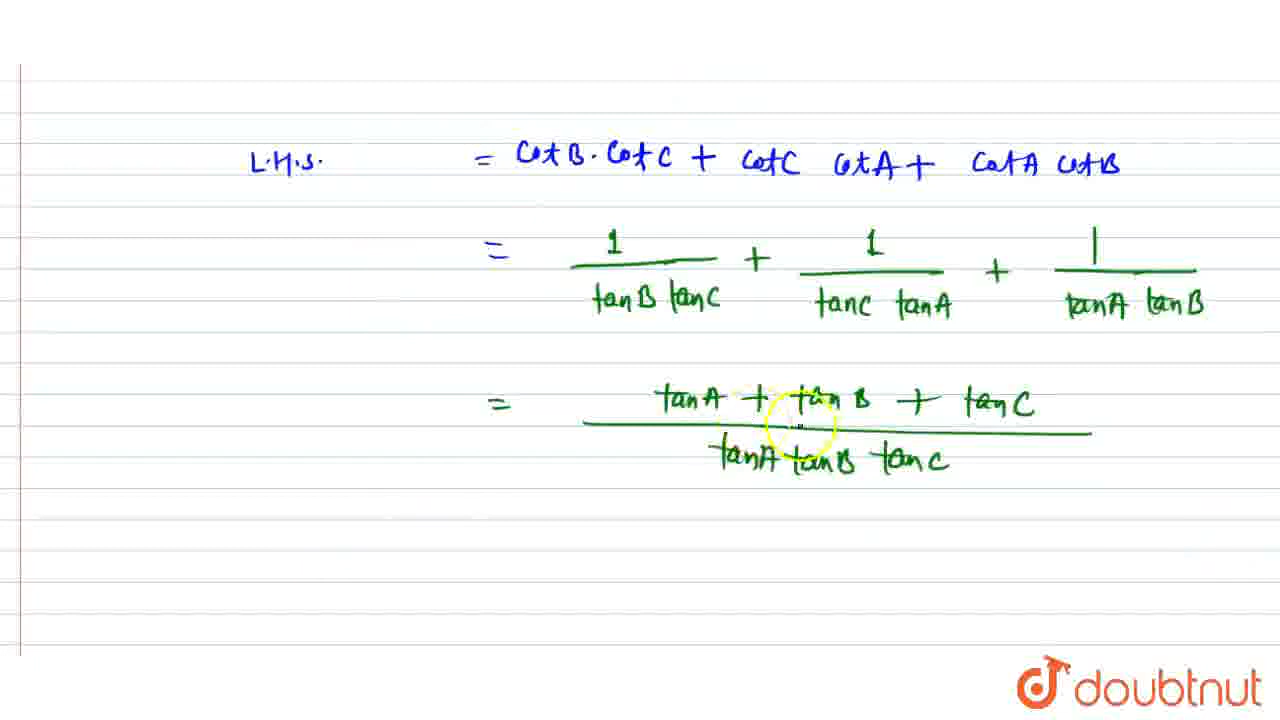 L.H.S. = Cot B . Cot C + Cot C Cot A + Cot A Cot B
= 1/(tan B tan C) + 1/(tan C tan A) + 1/(tan A tan B)
= (tan A + tan B + tan C)/(tan A tan B tan C)
doubtnut